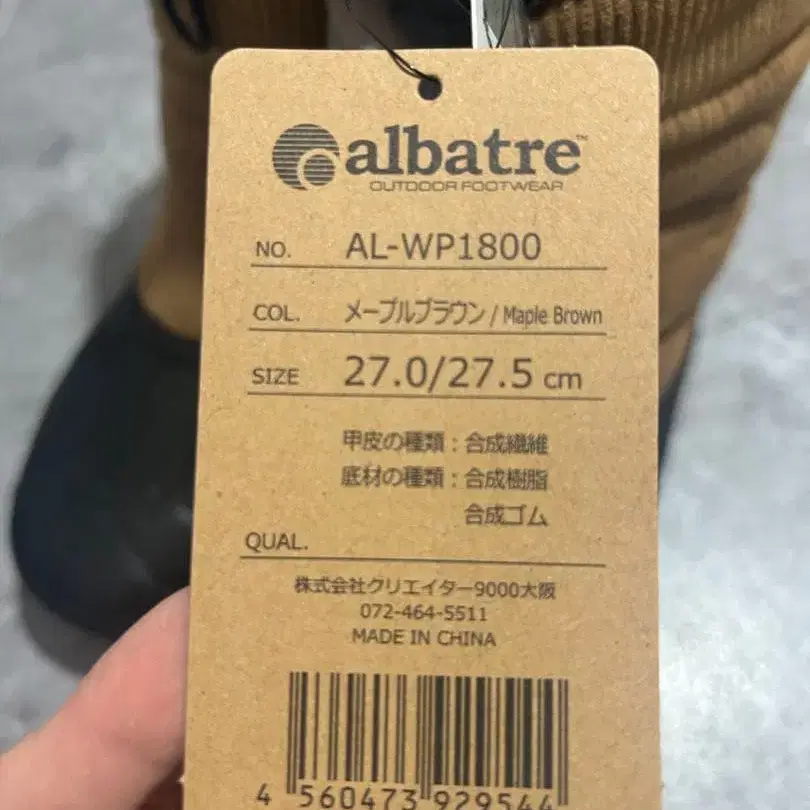 albatre™
OUTDOOR FOOTWEAR
NO. AL-WP1800
COL. メープルブラウン / Maple Brown
SIZE 27.0/27.5 cm
甲皮の種類：合成繊維
底材の種類：合成樹脂
合成ゴム
QUAL.
株式会社クリエイター9000大阪
072-464-5511
MADE IN CHINA
4 560473 929544